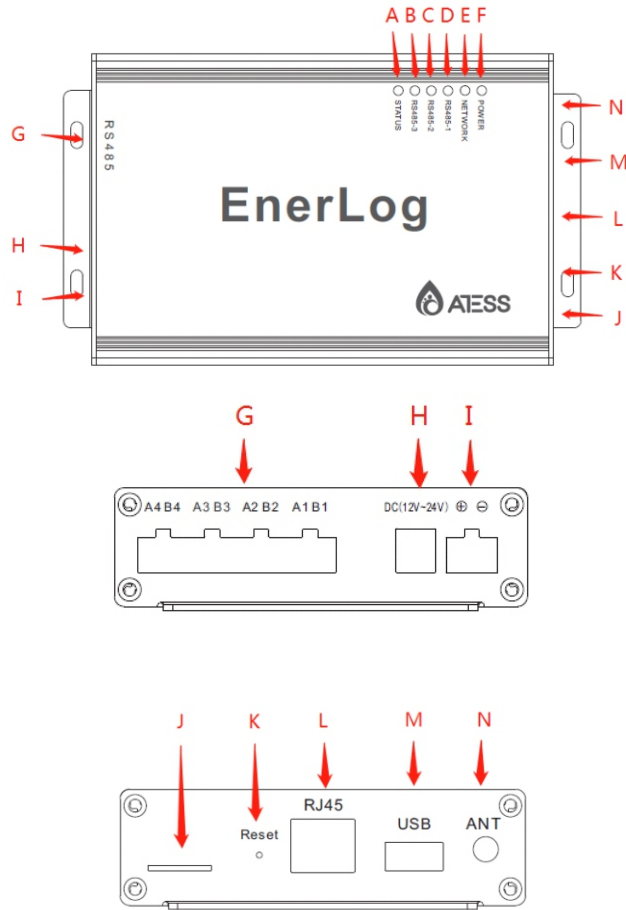 A B C D E F
STATUS
RS485-3
RS485-2
RS485-1
NETWORK
POWER
N
G
RS485
M
EnerLog
L
H
K
I
ATESS
J
G H I
A4 B4 A3 B3 A2 B2 A1 B1 DC(12V~24V) ⊕ ⊖
J K L M N
RJ45
Reset USB ANT